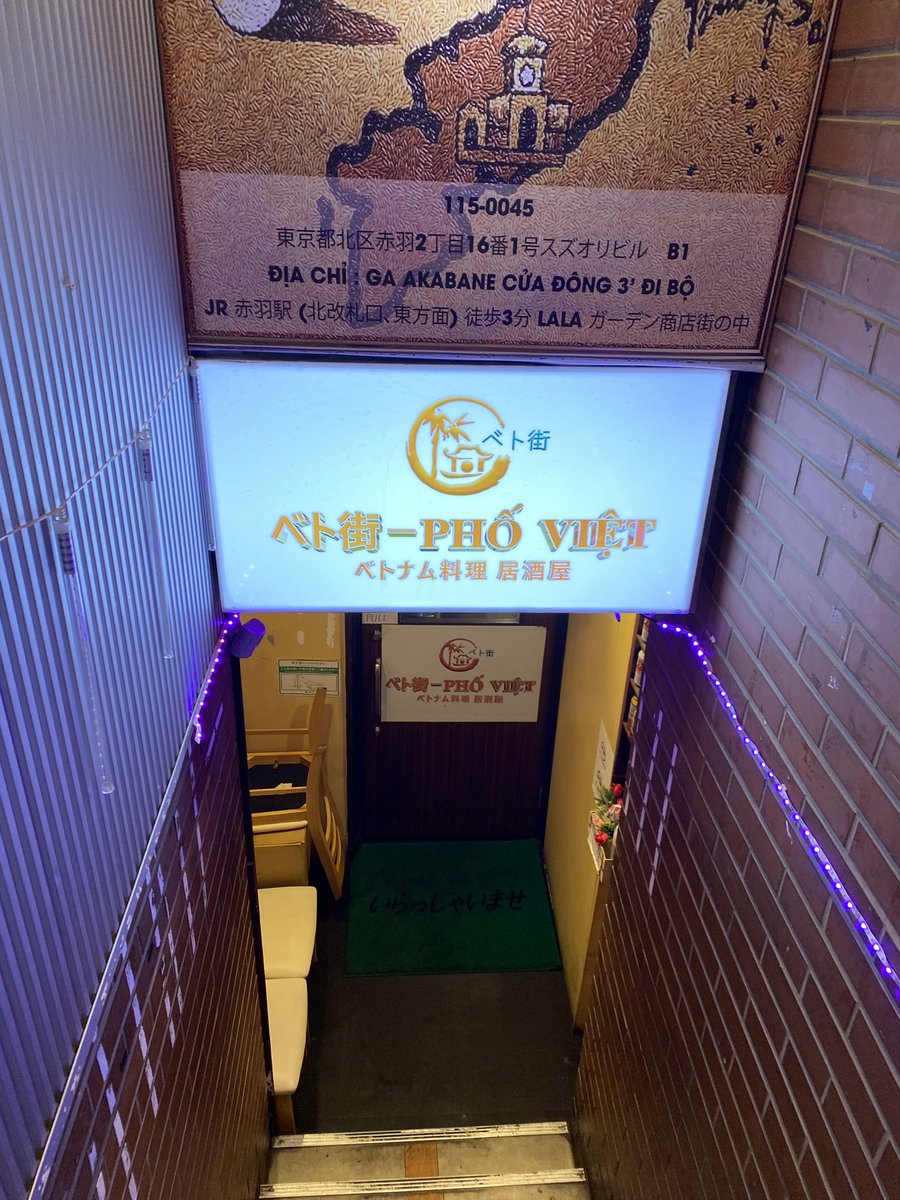 115-0045
東京都北区赤羽2丁目16番1号スズオリビル B1
ĐỊA CHỈ : GA AKABANE CỬA ĐÔNG 3' ĐI BỘ
JR 赤羽駅 (北改札口、東方面) 徒歩3分 LALA ガーデン商店街の中
ベト街
ベト街－PHỐ VIỆT
ベトナム料理 居酒屋
PULL
ベト街
ベト街－PHỐ VIỆT
ベトナム料理 居酒屋
いらっしゃいませ